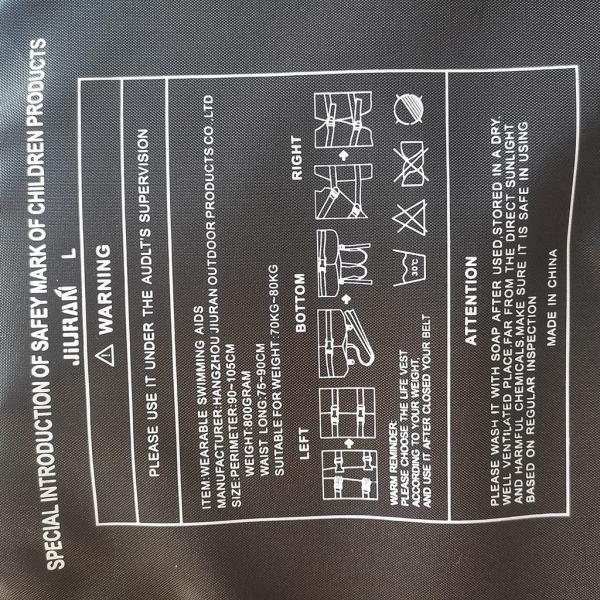 SPECIAL INTRODUCTION OF SAFEY MARK OF CHILDREN PRODUCTS
JiURAN L
WARNING
PLEASE USE IT UNDER THE AUDLT'S SUPERVISION
ITEM:WEARABLE SWIMMING AIDS
MANUFACTURER:HANGZHOU JIURAN OUTDOOR PRODUCTS CO.,LTD
SIZE:PERIMETER:90-105CM
WEIGHT:800GRAM
WAIST LONG:75-90CM
SUITABLE FOR WEIGHT:70KG-80KG
LEFT BOTTOM RIGHT
30℃
WARM REMINDER:
PLEASE CHOOSE THE LIFE VEST
ACCORDING TO YOUR WEIGHT,
AND USE IT AFTER CLOSED YOUR BELT
ATTENTION
PLEASE WASH IT WITH SOAP AFTER USED,STORED IN A DRY.
WELL VENTILATED PLACE,FAR FROM THE DIRECT SUNLIGHT
AND HARMFUL CHEMICALS.MAKE SURE IT IS SAFE IN USING
BASED ON REGULAR INSPECTION
MADE IN CHINA